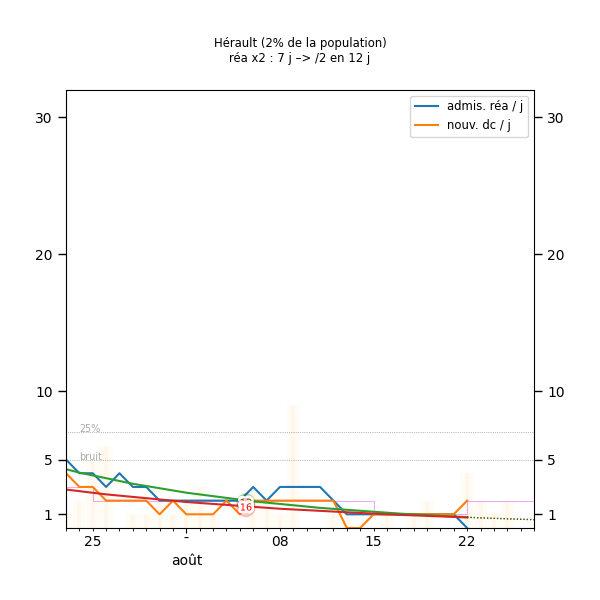 Hérault (2% de la population)
réa x2 : 7 j –> /2 en 12 j
admis. réa / j
nouv. dc / j
30
30
20
20
10
10
25%
5
bruit
5
1
16
1
25
-
08
15
22
août